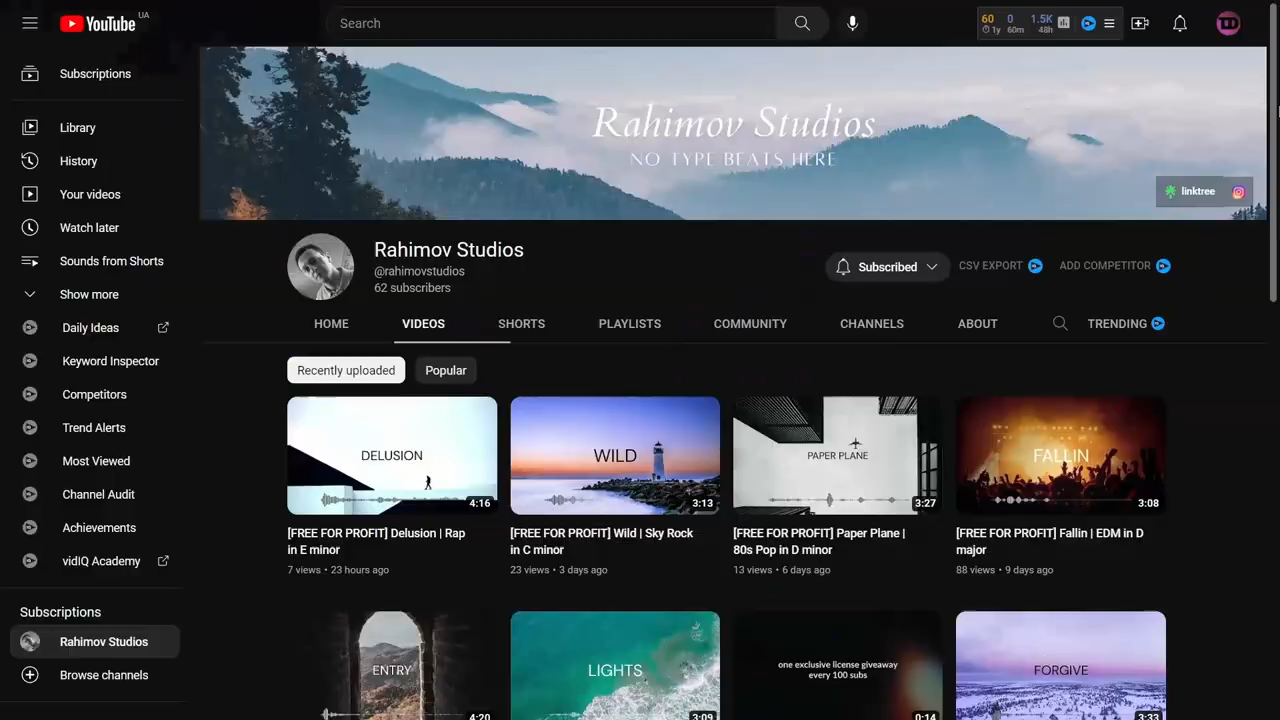 YouTube UA
Search
60 0 1.5K
1y 60m 48h
Subscriptions
Library
History
Your videos
Watch later
Sounds from Shorts
Show more
Daily Ideas
Keyword Inspector
Competitors
Trend Alerts
Most Viewed
Channel Audit
Achievements
vidIQ Academy
Subscriptions
Rahimov Studios
Browse channels
Rahimov Studios
NO TYPE BEATS HERE
linktree
Rahimov Studios
@rahimovstudios
62 subscribers
Subscribed
CSV EXPORT
ADD COMPETITOR
HOME VIDEOS SHORTS PLAYLISTS COMMUNITY CHANNELS ABOUT TRENDING
Recently uploaded Popular
DELUSION
4:16
[FREE FOR PROFIT] Delusion | Rap
in E minor
7 views • 23 hours ago
WILD
3:13
[FREE FOR PROFIT] Wild | Sky Rock
in C minor
23 views • 3 days ago
PAPER PLANE
3:27
[FREE FOR PROFIT] Paper Plane |
80s Pop in D minor
13 views • 6 days ago
FALLIN
3:08
[FREE FOR PROFIT] Fallin | EDM in D
major
88 views • 9 days ago
ENTRY
4:20
LIGHTS
3:09
one exclusive license giveaway
every 100 subs
0:14
FORGIVE
3:33